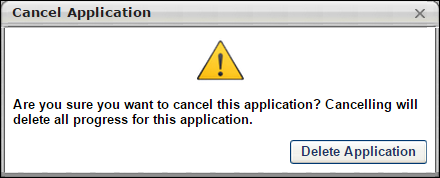 Cancel Application
Are you sure you want to cancel this application? Cancelling will
delete all progress for this application.
Delete Application